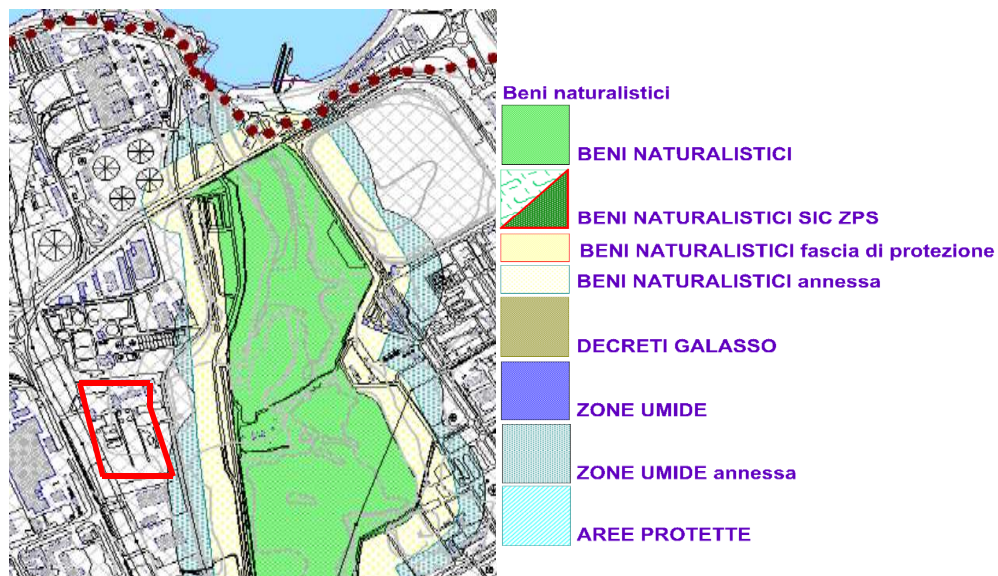 Beni naturalistici
BENI NATURALISTICI
BENI NATURALISTICI SIC ZPS
BENI NATURALISTICI fascia di protezione
BENI NATURALISTICI annessa
DECRETI GALASSO
ZONE UMIDE
ZONE UMIDE annessa
AREE PROTETTE